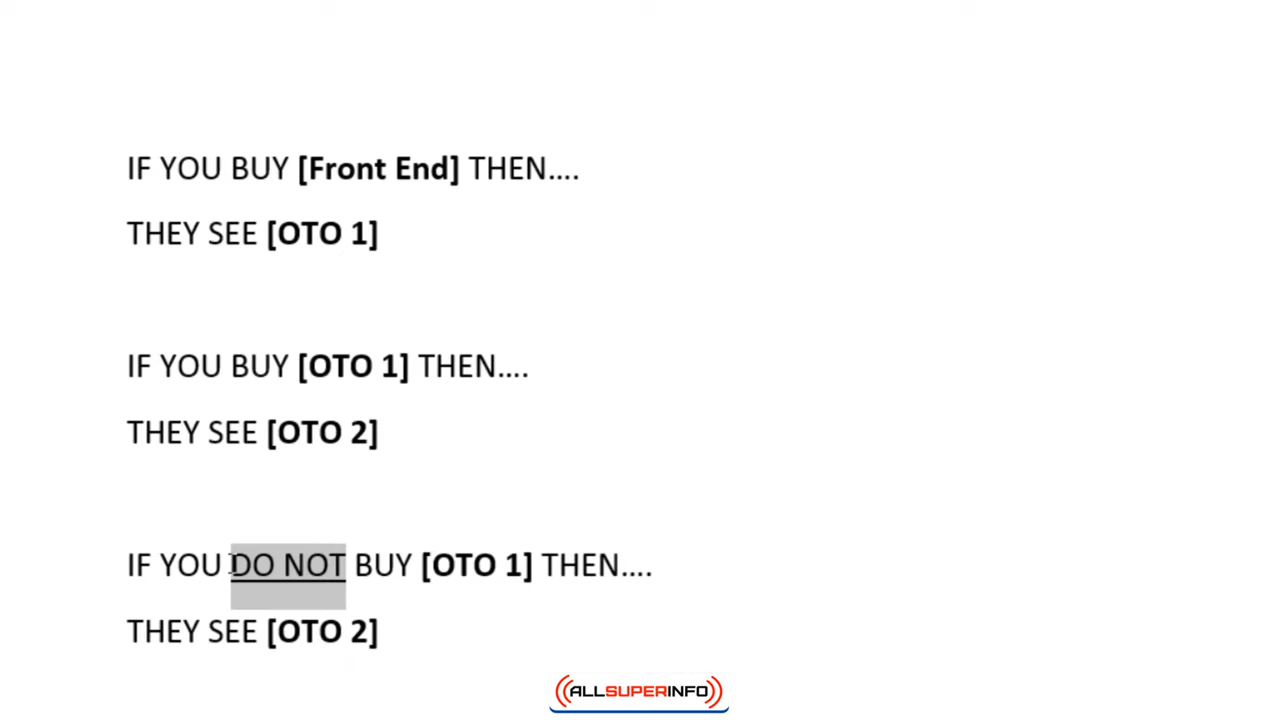 IF YOU BUY [Front End] THEN….
THEY SEE [OTO 1]
IF YOU BUY [OTO 1] THEN….
THEY SEE [OTO 2]
IF YOU DO NOT BUY [OTO 1] THEN….
THEY SEE [OTO 2]
ALLSUPERINFO